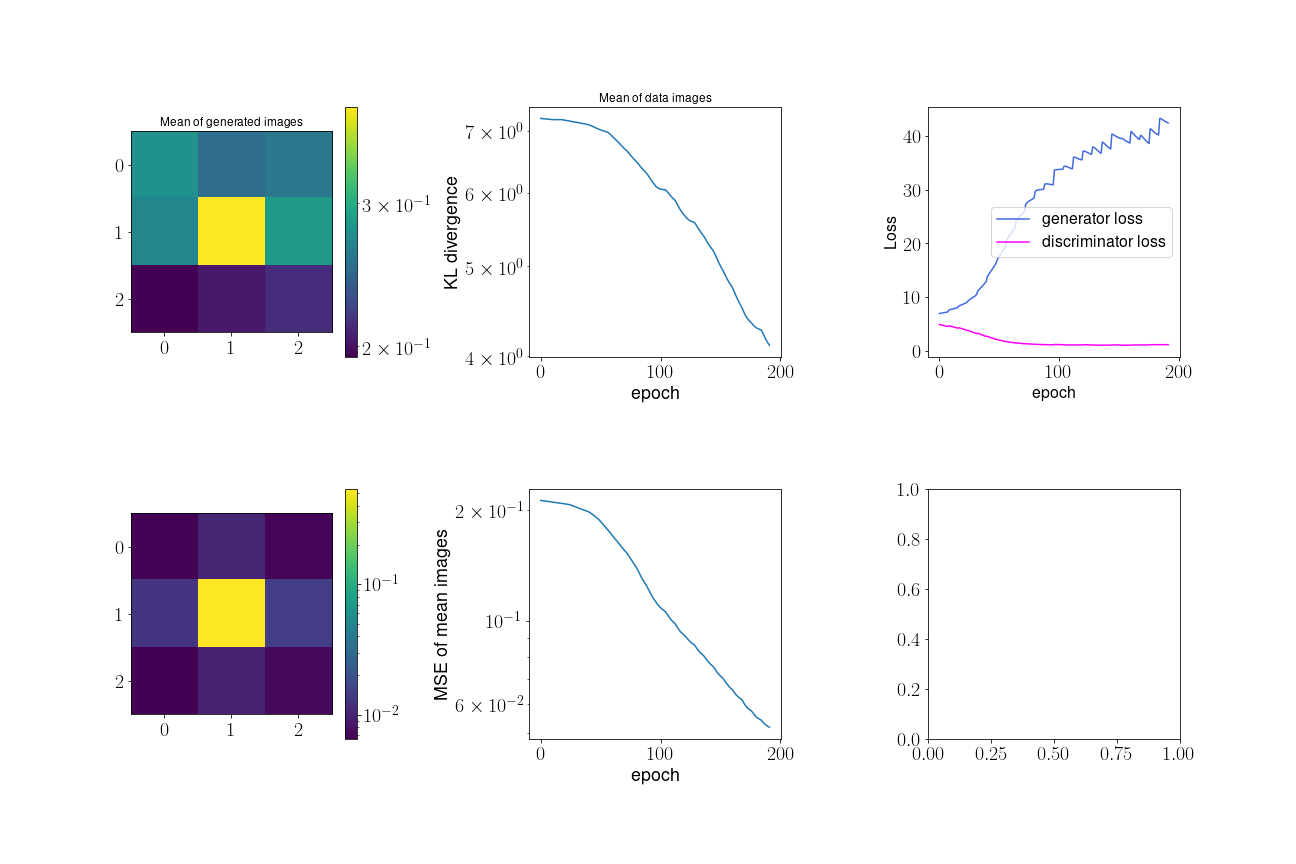 Mean of generated images
0
1
2
0 1 2
3 × 10⁻¹
2 × 10⁻¹
Mean of data images
KL divergence
7 × 10⁰
6 × 10⁰
5 × 10⁰
4 × 10⁰
0 100 200
epoch
Loss
40
30
20
10
0
generator loss
discriminator loss
0 100 200
epoch
0
1
2
0 1 2
10⁻¹
10⁻²
MSE of mean images
2 × 10⁻¹
10⁻¹
6 × 10⁻²
0 100 200
epoch
1.0
0.8
0.6
0.4
0.2
0.0
0.00 0.25 0.50 0.75 1.00